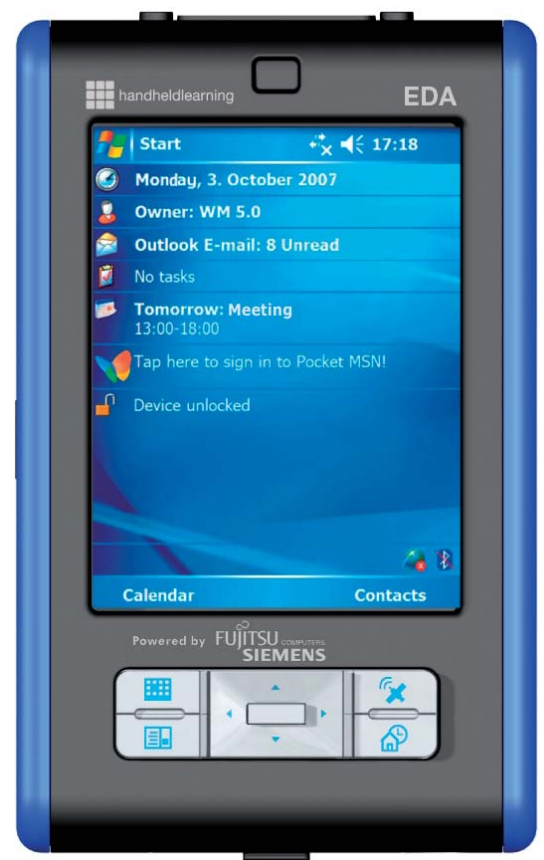 handheldlearning
EDA
Start
17:18
Monday, 3. October 2007
Owner: WM 5.0
Outlook E-mail: 8 Unread
No tasks
Tomorrow: Meeting
13:00-18:00
Tap here to sign in to Pocket MSN!
Device unlocked
Calendar
Contacts
Powered by FUJITSU COMPUTERS
SIEMENS